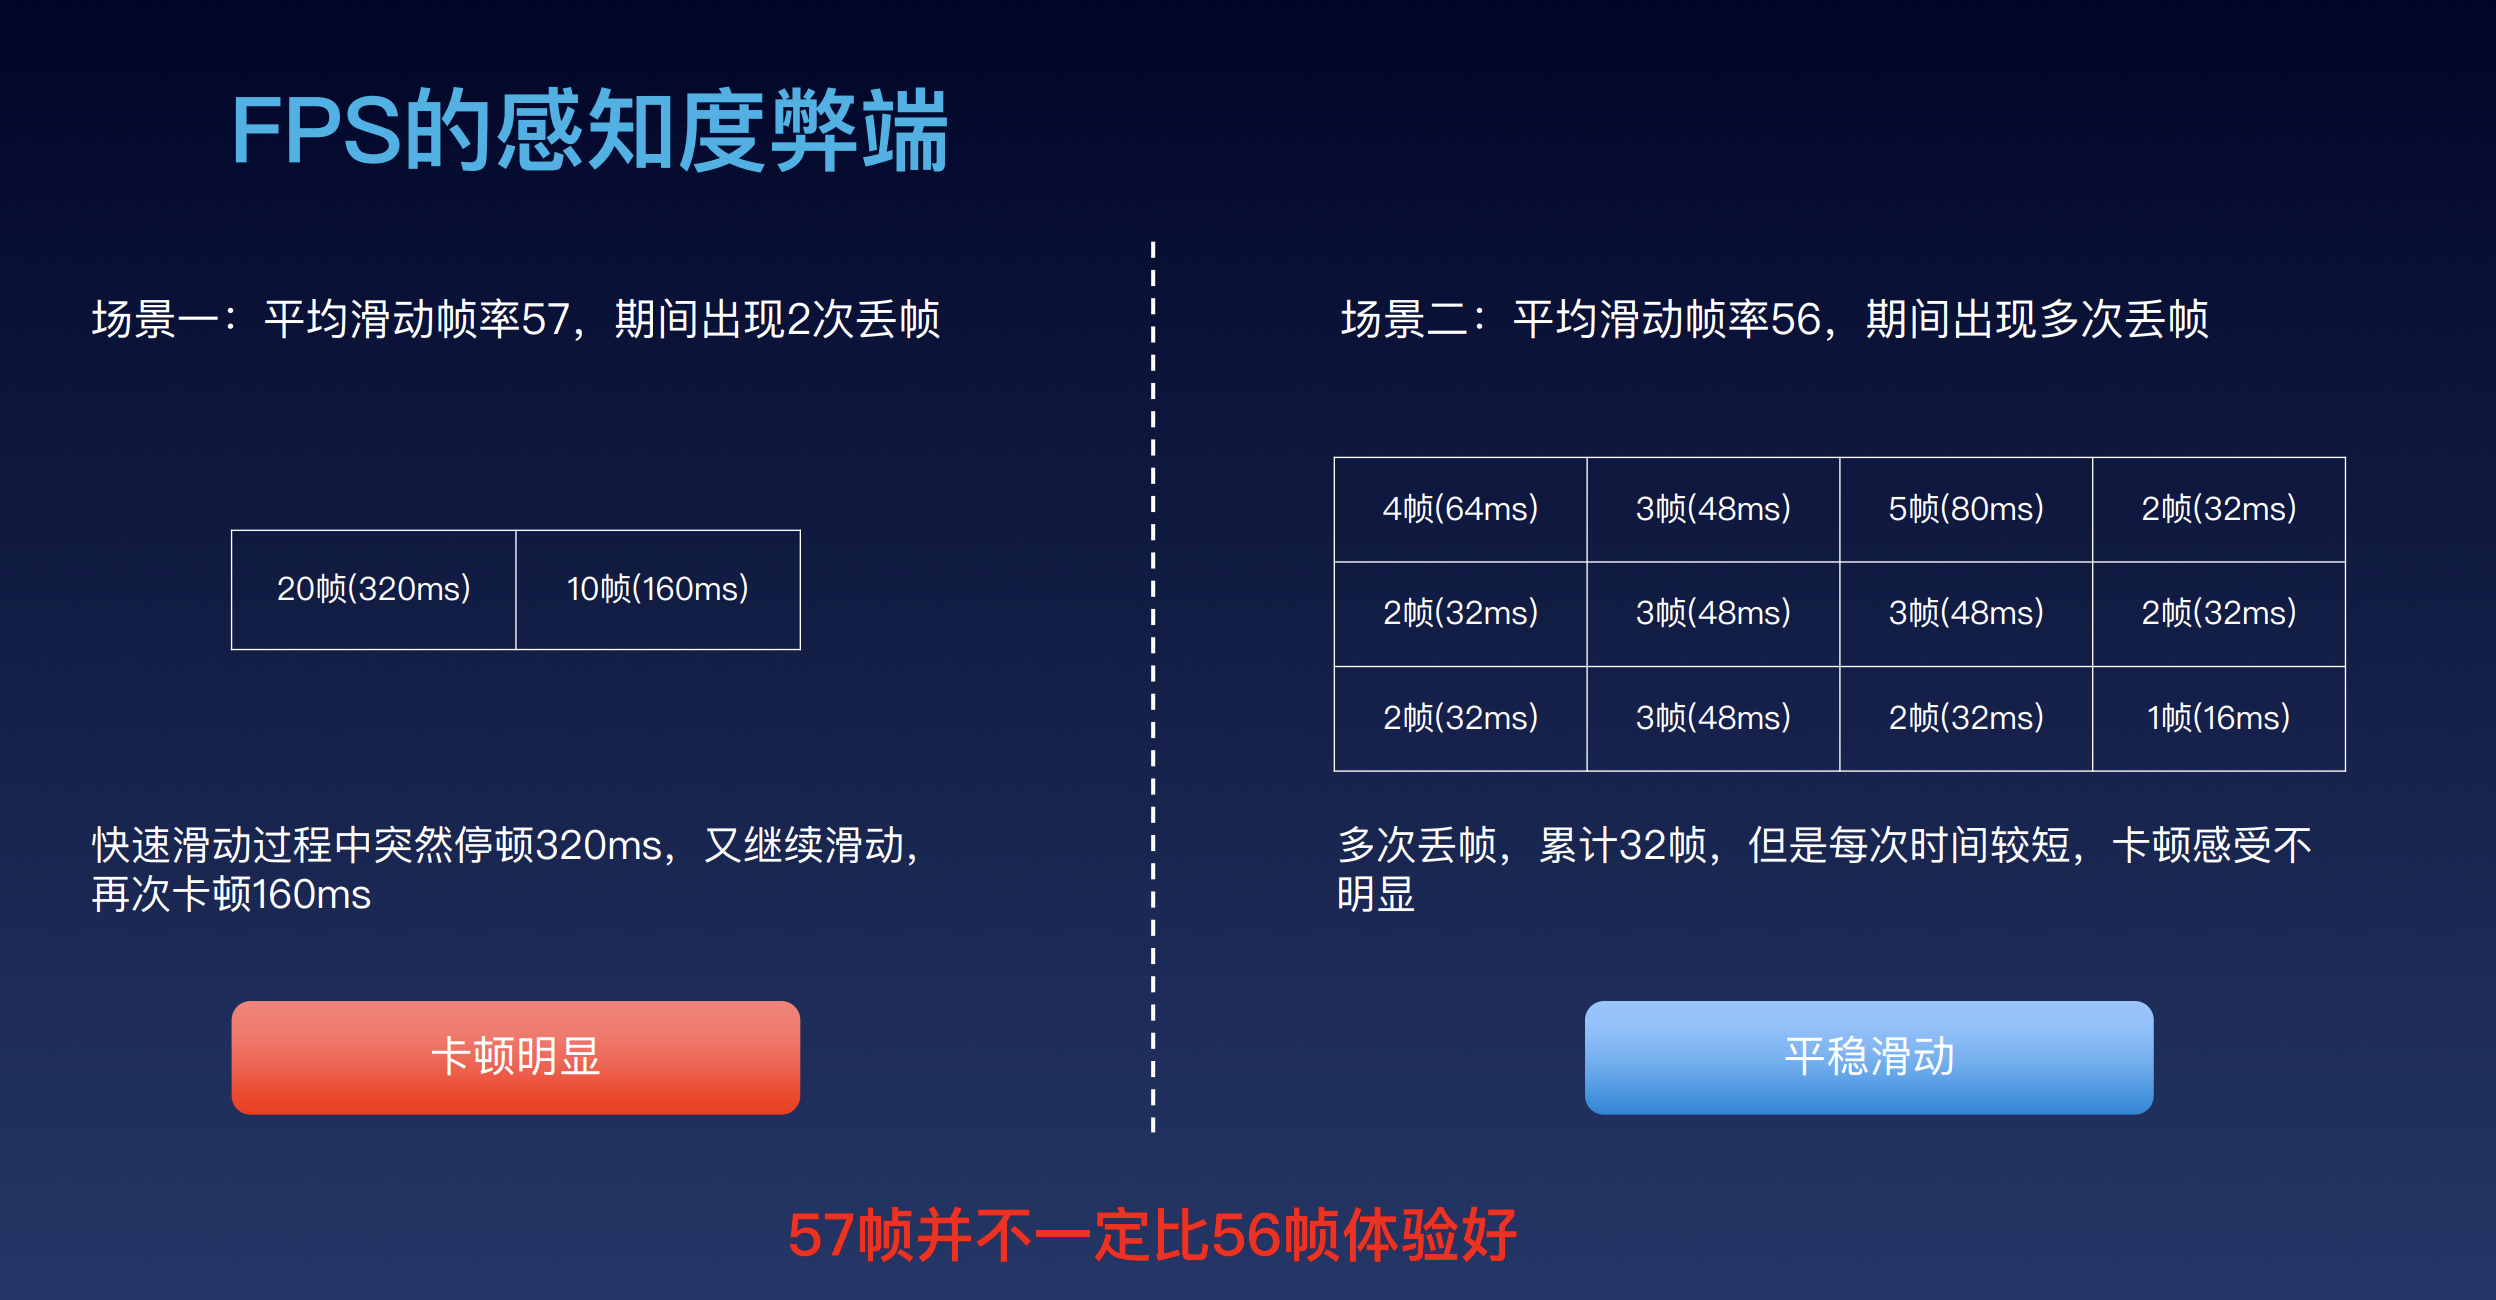 FPS的感知度弊端
场景一：平均滑动帧率57，期间出现2次丢帧
20帧(320ms) 10帧(160ms)
快速滑动过程中突然停顿320ms，又继续滑动，
再次卡顿160ms
卡顿明显
场景二：平均滑动帧率56，期间出现多次丢帧
4帧(64ms) 3帧(48ms) 5帧(80ms) 2帧(32ms)
2帧(32ms) 3帧(48ms) 3帧(48ms) 2帧(32ms)
2帧(32ms) 3帧(48ms) 2帧(32ms) 1帧(16ms)
多次丢帧，累计32帧，但是每次时间较短，卡顿感受不
明显
平稳滑动
57帧并不一定比56帧体验好